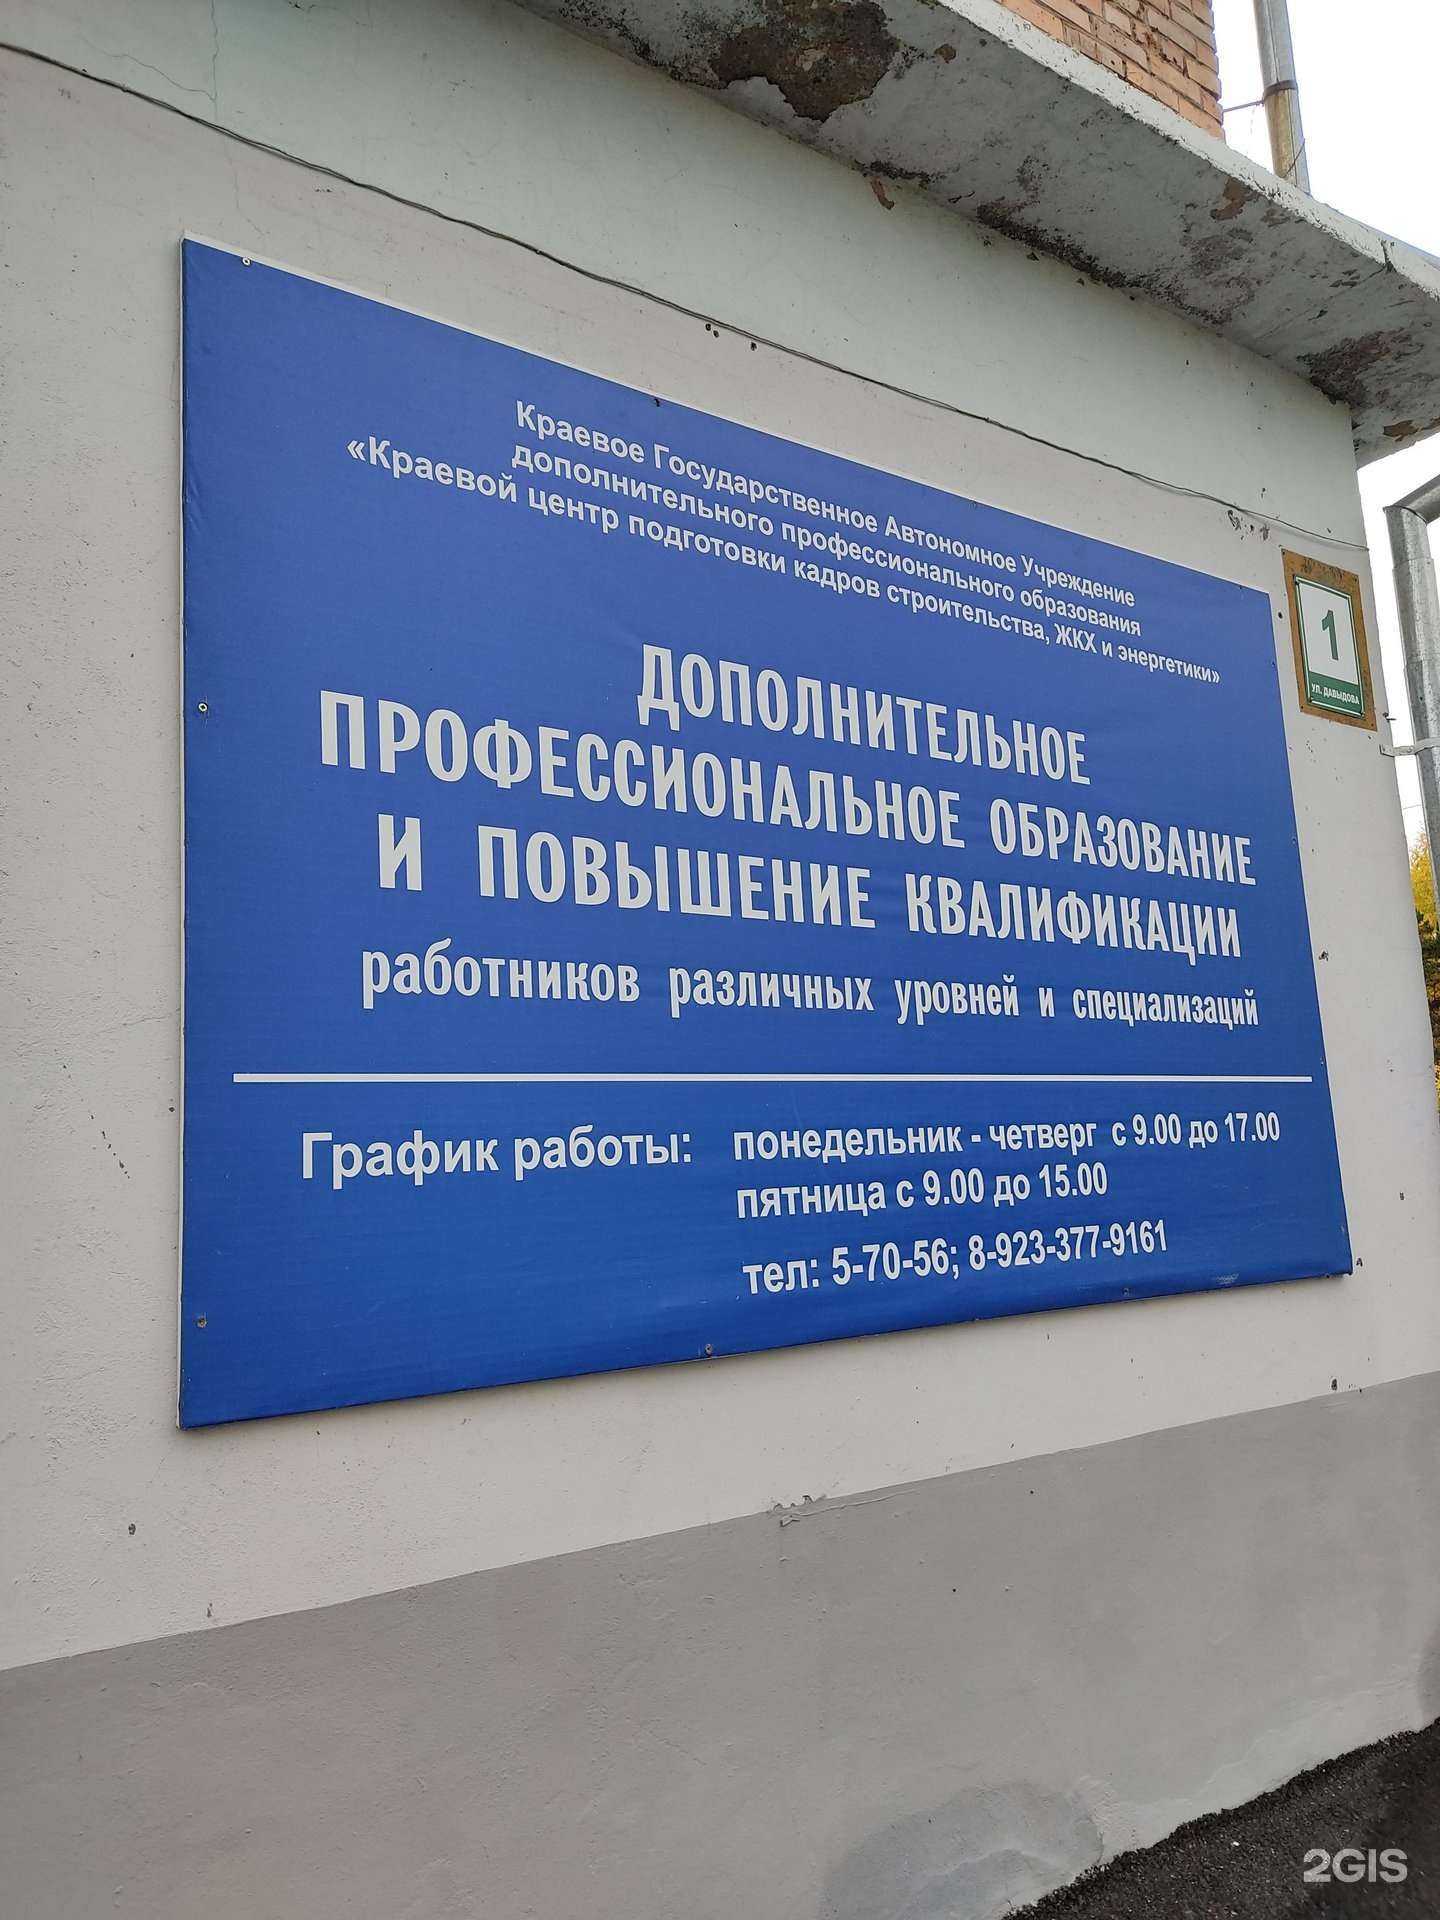 Краевое Государственное Автономное Учреждение
дополнительного профессионального образования
«Краевой центр подготовки кадров строительства, ЖКХ и энергетики»
ДОПОЛНИТЕЛЬНОЕ
ПРОФЕССИОНАЛЬНОЕ ОБРАЗОВАНИЕ
И ПОВЫШЕНИЕ КВАЛИФИКАЦИИ
работников различных уровней и специализаций
График работы: понедельник - четверг с 9.00 до 17.00
пятница с 9.00 до 15.00
тел: 5-70-56; 8-923-377-9161
1
УЛ. ДАВЫДОВА
2GIS